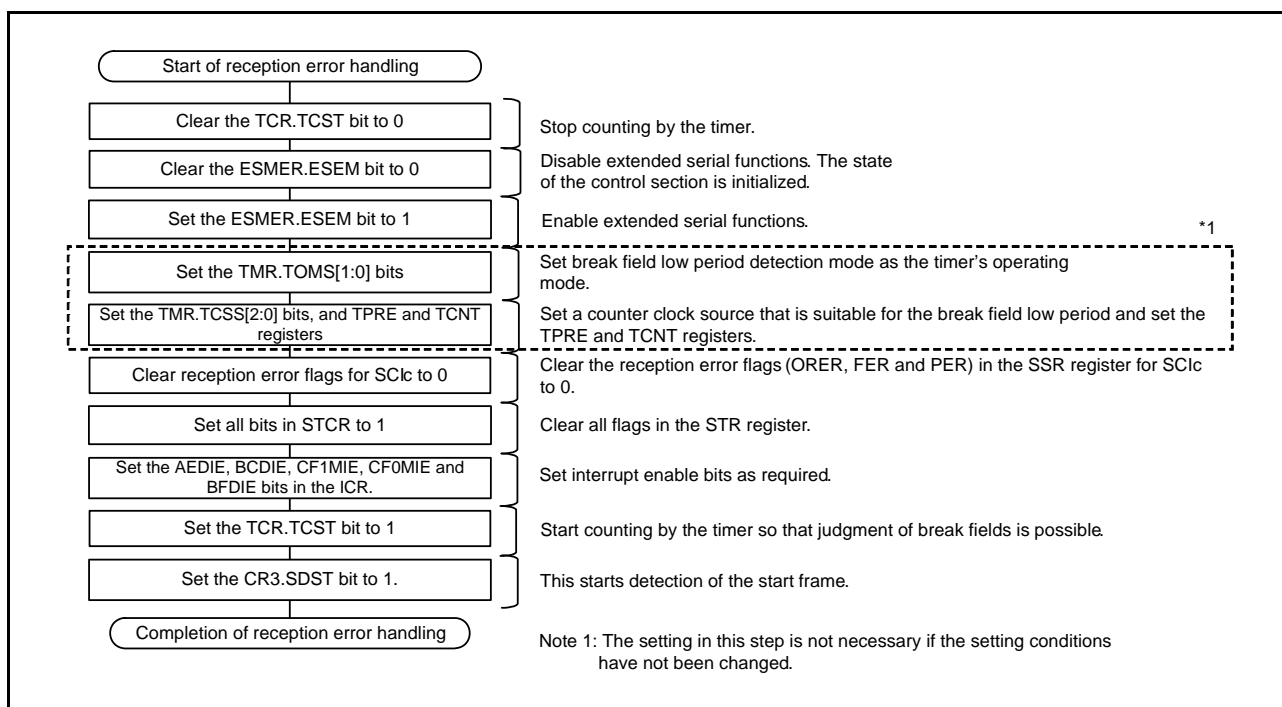 Start of reception error handling
Clear the TCR.TCST bit to 0
Stop counting by the timer.
Clear the ESMER.ESEM bit to 0
Disable extended serial functions. The state
of the control section is initialized.
Set the ESMER.ESEM bit to 1
Enable extended serial functions.
*1
Set the TMR.TOMS[1:0] bits
Set break field low period detection mode as the timer's operating
mode.
Set the TMR.TCSS[2:0] bits, and TPRE and TCNT
registers
Set a counter clock source that is suitable for the break field low period and set the
TPRE and TCNT registers.
Clear reception error flags for SCIc to 0
Clear the reception error flags (ORER, FER and PER) in the SSR register for SCIc
to 0.
Set all bits in STCR to 1
Clear all flags in the STR register.
Set the AEDIE, BCDIE, CF1MIE, CF0MIE and
BFDIE bits in the ICR.
Set interrupt enable bits as required.
Set the TCR.TCST bit to 1
Start counting by the timer so that judgment of break fields is possible.
Set the CR3.SDST bit to 1.
This starts detection of the start frame.
Completion of reception error handling
Note 1: The setting in this step is not necessary if the setting conditions
have not been changed.